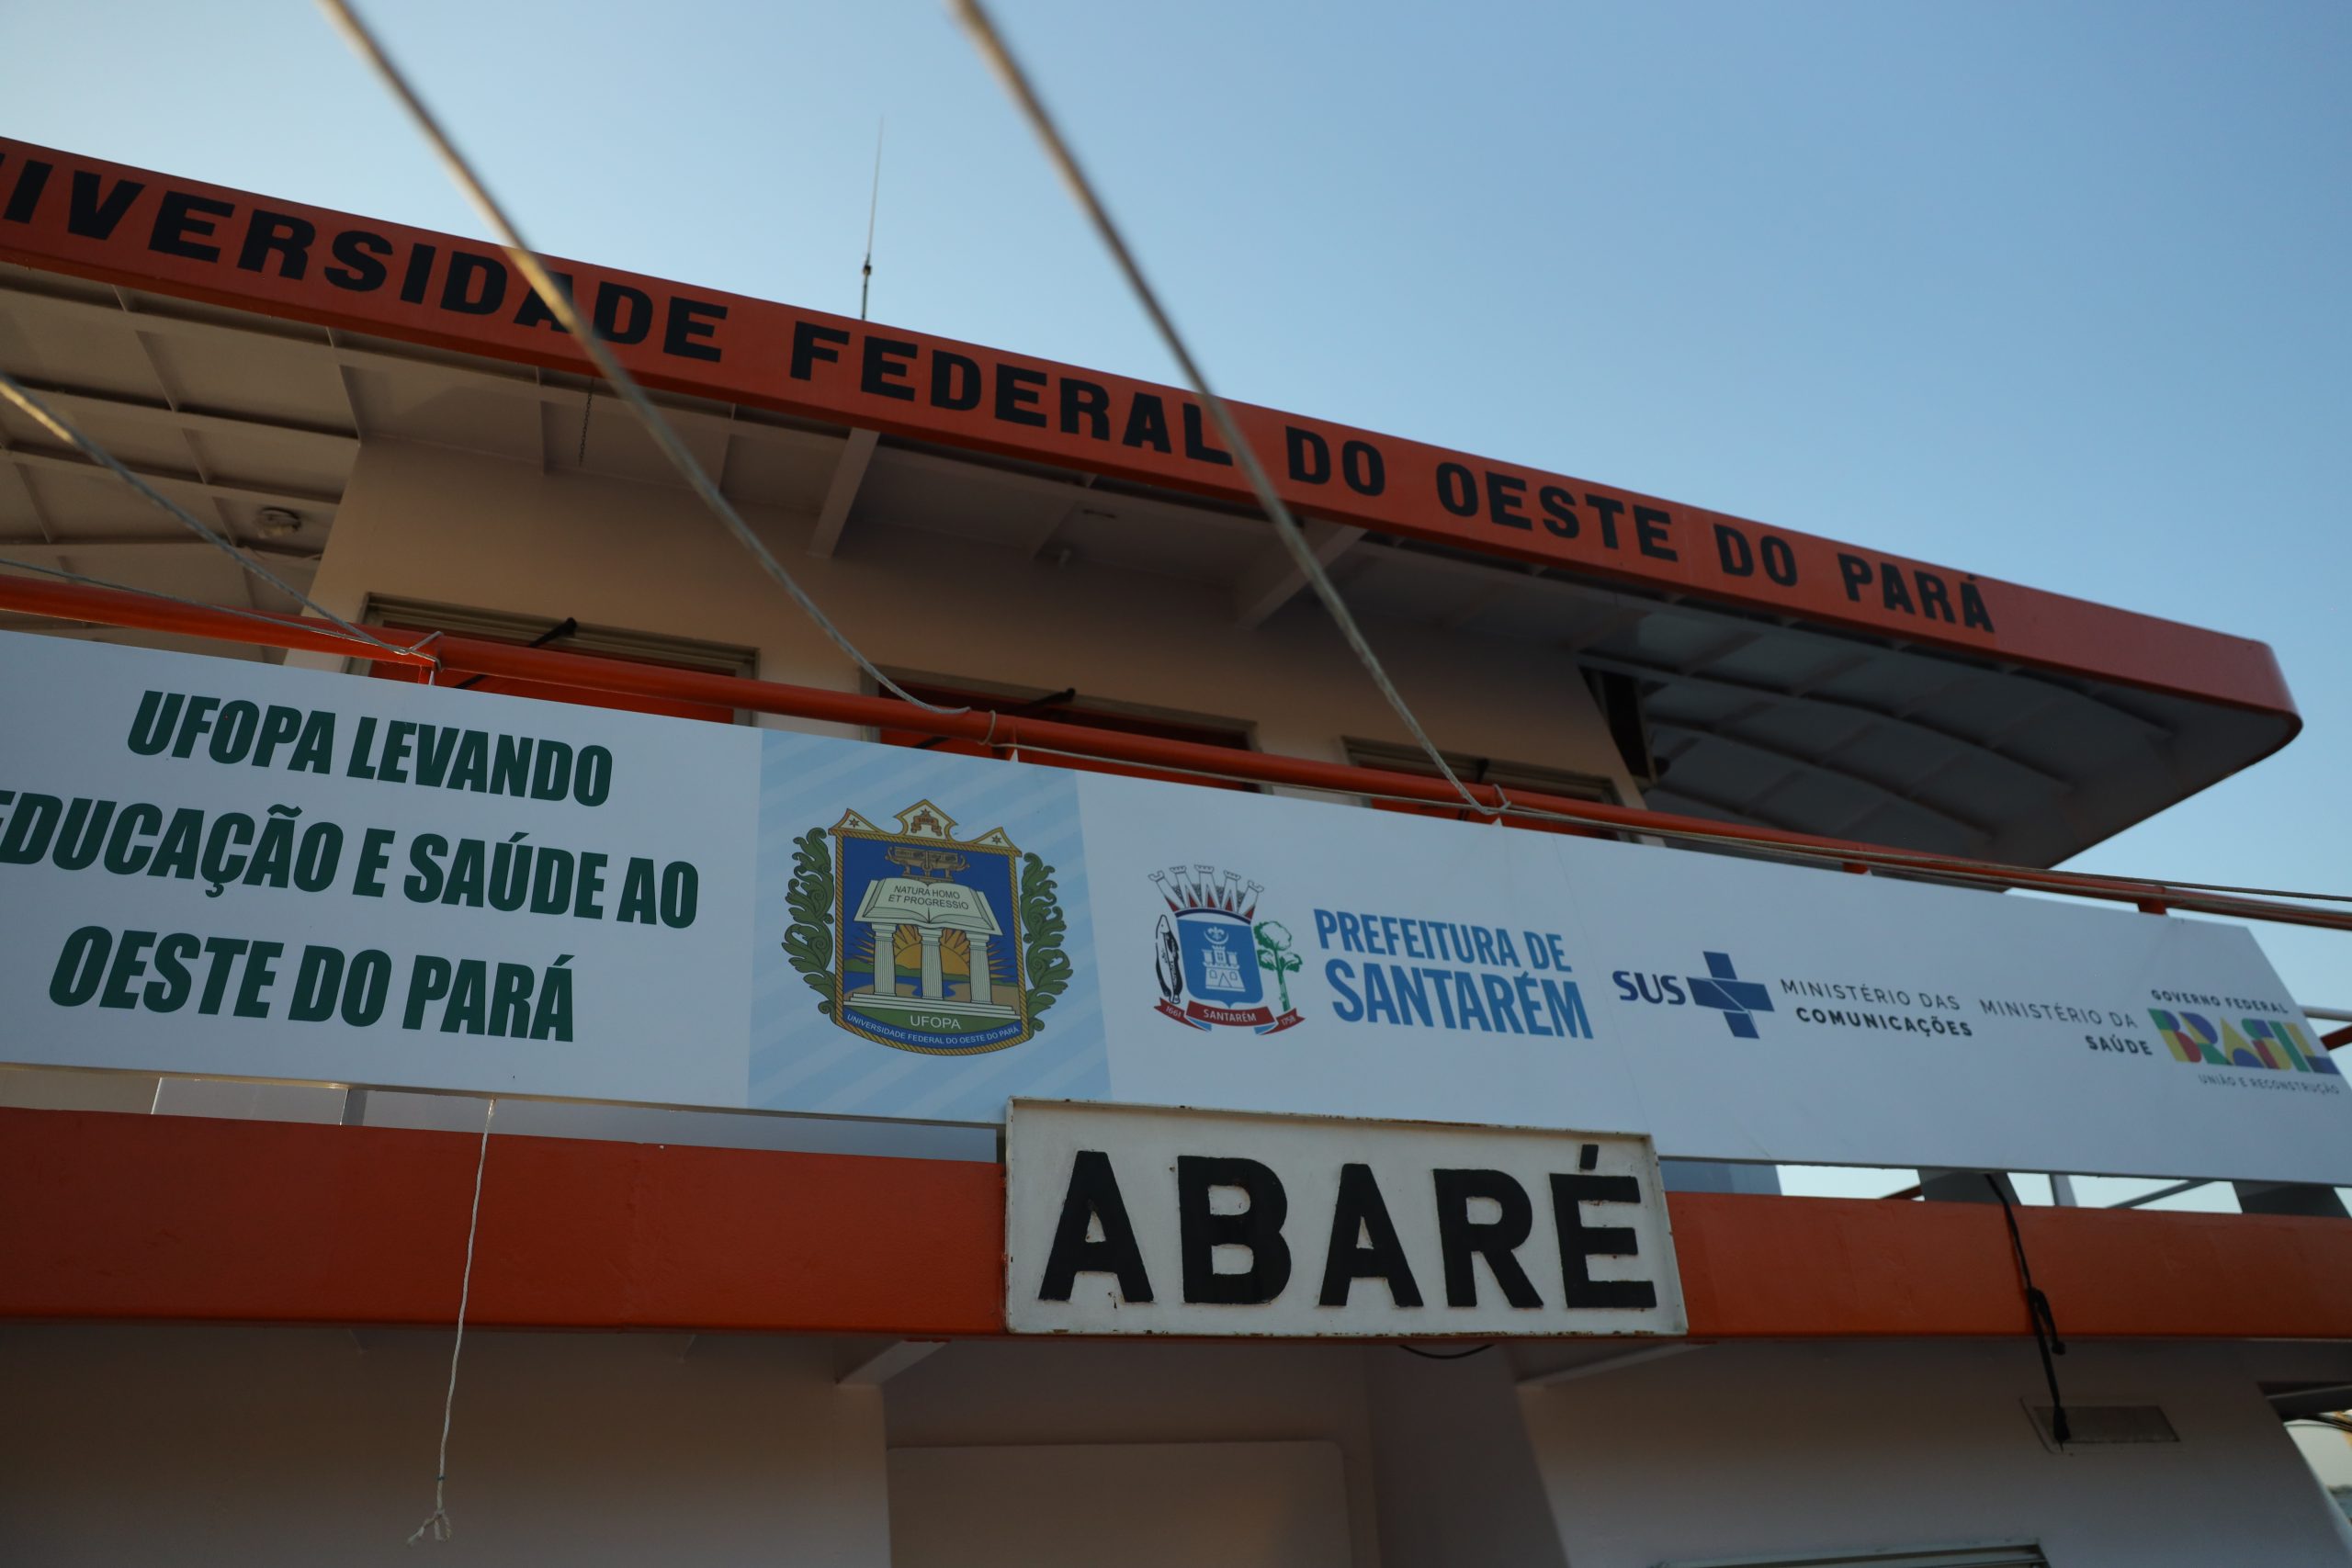 IVERSIDADE FEDERAL DO OESTE DO PARÁ
UFOPA LEVANDO
EDUCAÇÃO E SAÚDE AO
OESTE DO PARÁ
NATURA HOMO
ET PROGRESSIO
UFOPA
UNIVERSIDADE FEDERAL DO OESTE DO PARÁ
1661 SANTARÉM 1758
PREFEITURA DE
SANTARÉM
SUS
MINISTÉRIO DAS
COMUNICAÇÕES
MINISTÉRIO DA
SAÚDE
GOVERNO FEDERAL
BRASIL
UNIÃO E RECONSTRUÇÃO
ABARÉ